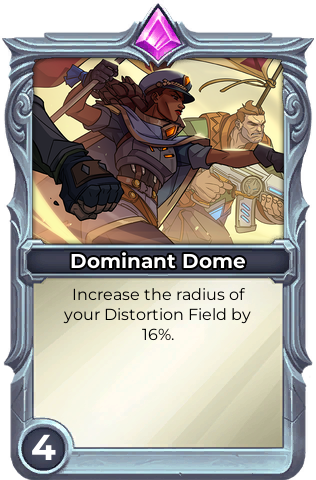 Dominant Dome
Increase the radius of
your Distortion Field by
16%.
4